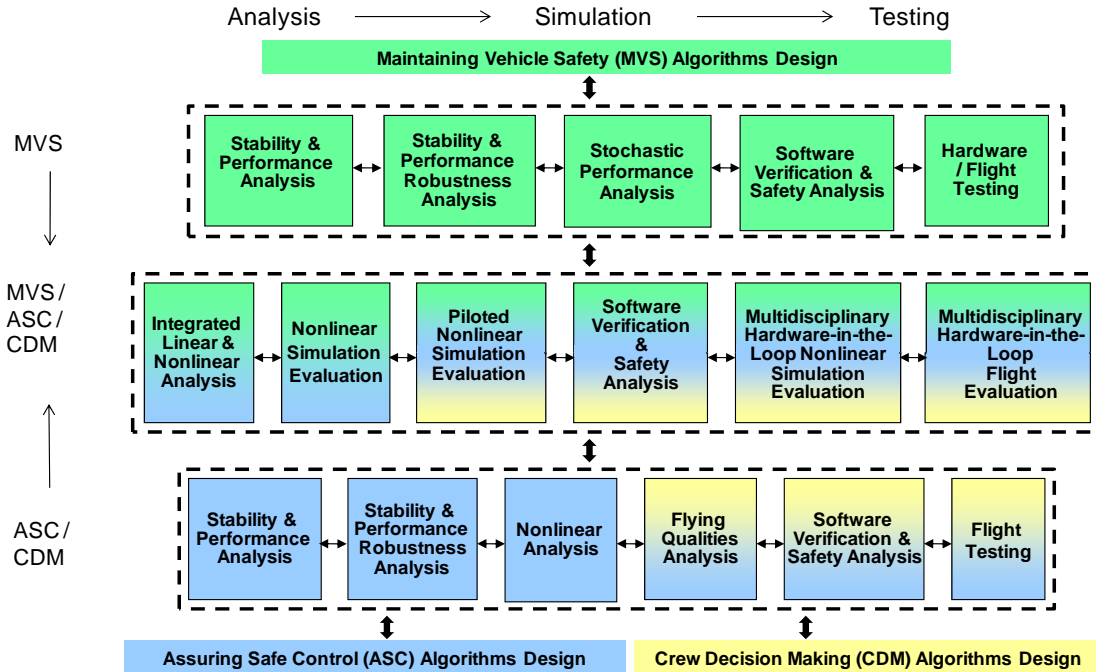 Analysis Simulation Testing
Maintaining Vehicle Safety (MVS) Algorithms Design
MVS
Stability &
Performance
Analysis
Stability &
Performance
Robustness
Analysis
Stochastic
Performance
Analysis
Software
Verification &
Safety Analysis
Hardware
/ Flight
Testing
MVS /
ASC /
CDM
Integrated
Linear &
Nonlinear
Analysis
Nonlinear
Simulation
Evaluation
Piloted
Nonlinear
Simulation
Evaluation
Software
Verification
&
Safety
Analysis
Multidisciplinary
Hardware-in-the-
Loop Nonlinear
Simulation
Evaluation
Multidisciplinary
Hardware-in-the-
Loop
Flight
Evaluation
ASC /
CDM
Stability &
Performance
Analysis
Stability &
Performance
Robustness
Analysis
Nonlinear
Analysis
Flying
Qualities
Analysis
Software
Verification &
Safety Analysis
Flight
Testing
Assuring Safe Control (ASC) Algorithms Design
Crew Decision Making (CDM) Algorithms Design